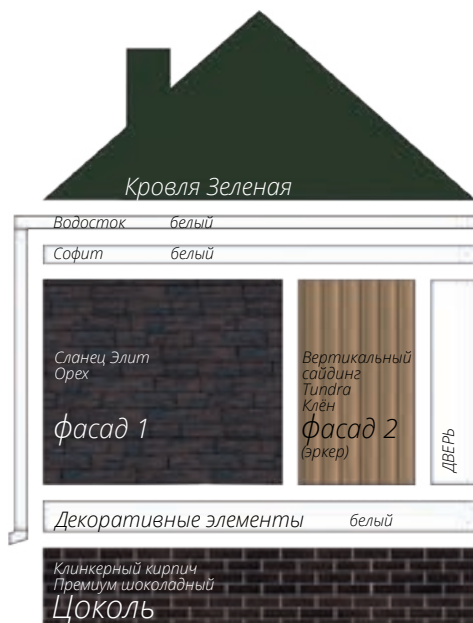 Кровля Зеленая
Водосток белый
Софит белый
Сланец Элит
Орех
фасад 1
Вертикальный
сайдинг
Tundra
Клён
фасад 2
(эркер)
ДВЕРЬ
Декоративные элементы белый
Клинкерный кирпич
Премиум шоколадный
Цоколь